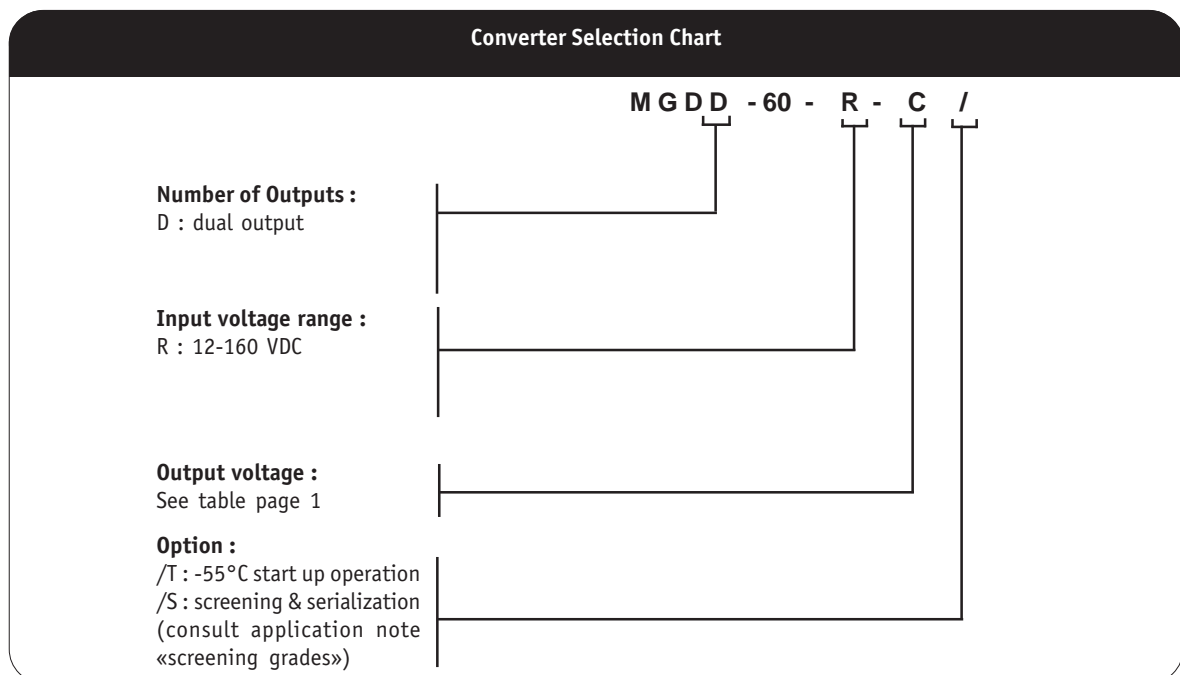 Converter Selection Chart
M G D D - 60 - R - C /
Number of Outputs :
D : dual output
Input voltage range :
R : 12-160 VDC
Output voltage :
See table page 1
Option :
/T : -55°C start up operation
/S : screening & serialization
(consult application note
«screening grades»)